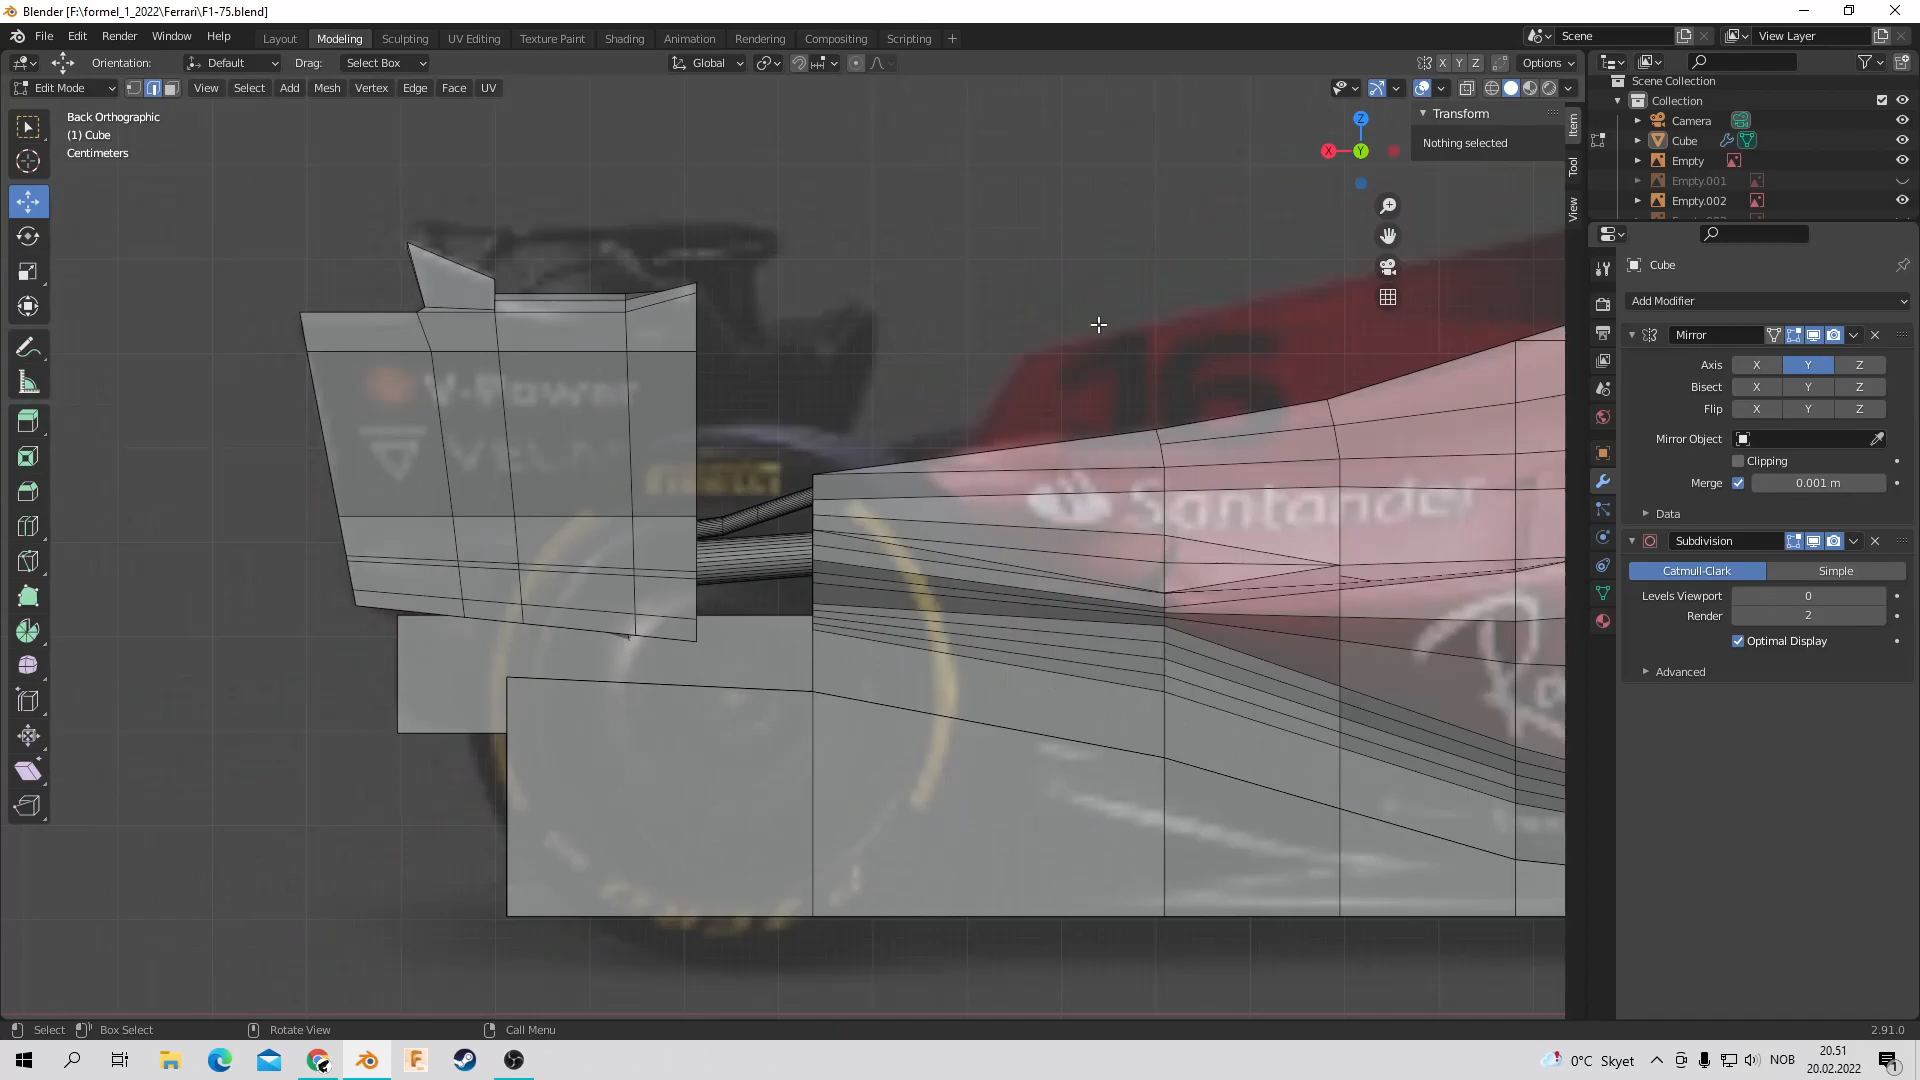 Blender [F:\formel_1_2022\Ferrari\F1-75.blend]
File Edit Render Window Help
Layout Modeling Sculpting UV Editing Texture Paint Shading Animation Rendering Compositing Scripting
Scene
View Layer
Orientation: Default Drag: Select Box
Global
X Y Z Options
Edit Mode
View Select Add Mesh Vertex Edge Face UV
Back Orthographic
(1) Cube
Centimeters
Z
X Y
Transform
Nothing selected
Item
Tool
View
Scene Collection
Collection
Camera
Cube
Empty
Empty.001
Empty.002
Cube
Add Modifier
Mirror
Axis X Y Z
Bisect X Y Z
Flip X Y Z
Mirror Object
Clipping
Merge 0.001 m
Data
Subdivision
Catmull-Clark Simple
Levels Viewport 0
Render 2
Optimal Display
Advanced
16
V-Power
Santander
Select Box Select Rotate View Call Menu
2.91.0
0°C Skyet
NOB
20.51
20.02.2022
1